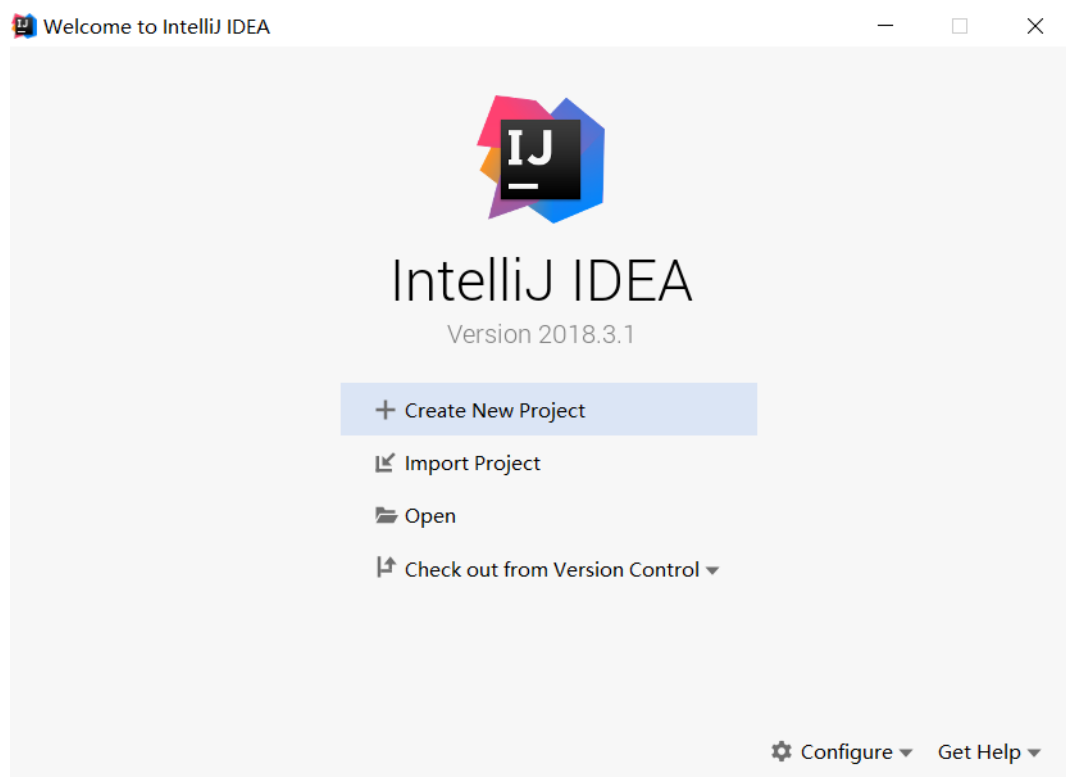 Welcome to IntelliJ IDEA
IJ
IntelliJ IDEA
Version 2018.3.1
Create New Project
Import Project
Open
Check out from Version Control
Configure
Get Help